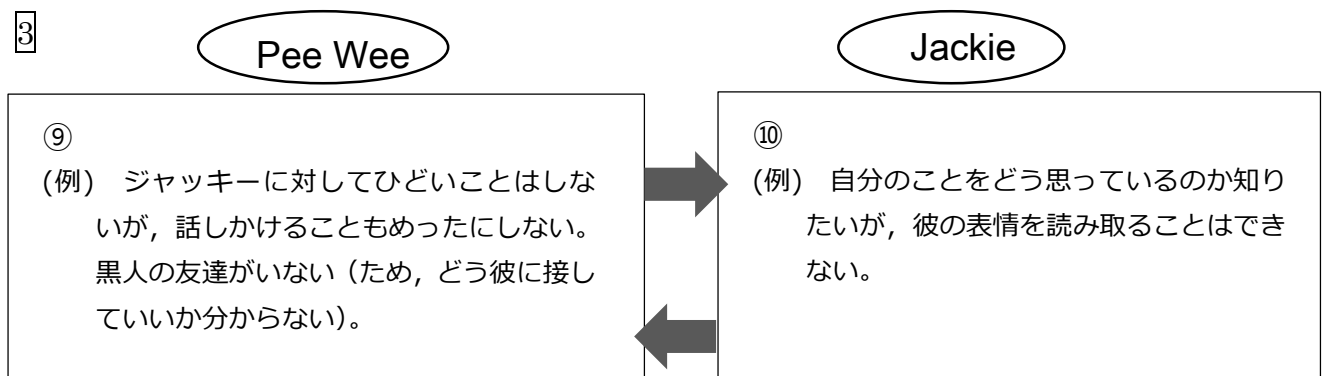 3
Pee Wee
Jackie
⑨
(例) ジャッキーに対してひどいことはしな
いが，話しかけることもめったにしない。
黒人の友達がいない（ため，どう彼に接し
ていいか分からない）。
⑩
(例) 自分のことをどう思っているのか知り
たいが，彼の表情を読み取ることはでき
ない。